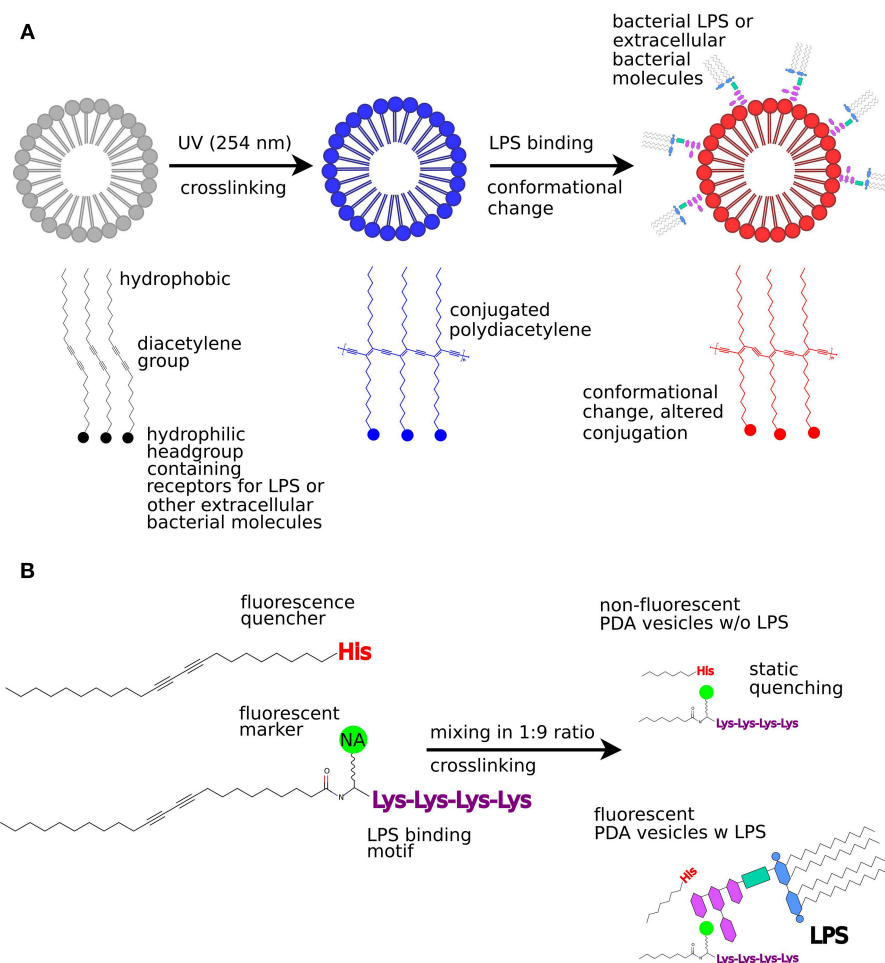 A
bacterial LPS or
extracellular
bacterial
molecules
UV (254 nm)
crosslinking
LPS binding
conformational
change
hydrophobic
diacetylene
group
hydrophilic
headgroup
containing
receptors for LPS or
other extracellular
bacterial molecules
conjugated
polydiacetylene
conformational
change, altered
conjugation
B
fluorescence
quencher
His
fluorescent
marker
NA
O
N
Lys-Lys-Lys-Lys
LPS binding
motif
mixing in 1:9 ratio
crosslinking
non-fluorescent
PDA vesicles w/o LPS
His
static
quenching
Lys-Lys-Lys-Lys
fluorescent
PDA vesicles w LPS
His
LPS
Lys-Lys-Lys-Lys